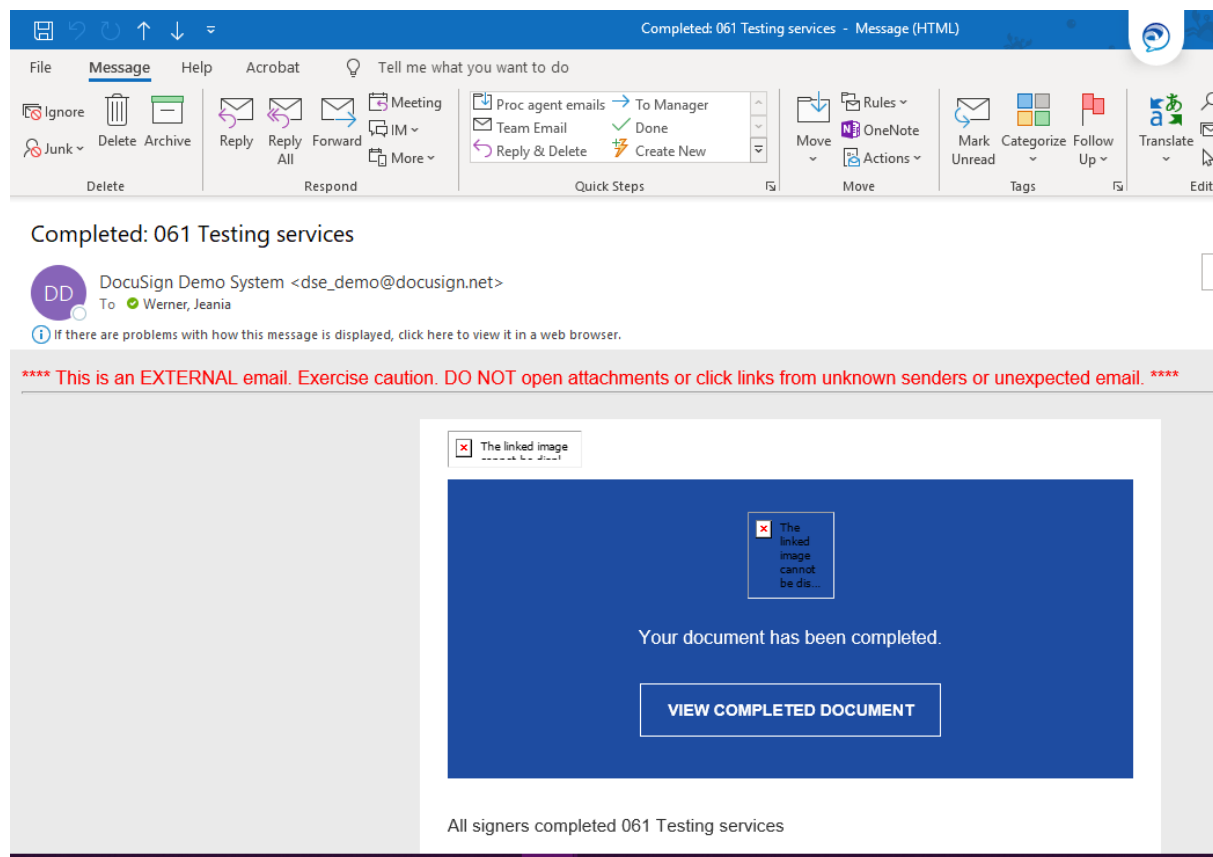 Completed: 061 Testing services - Message (HTML)
File Message Help Acrobat Tell me what you want to do
Ignore
Junk
Delete Archive
Reply Reply All Forward
Meeting
IM
More
Proc agent emails To Manager
Team Email Done
Reply & Delete Create New
Move
Rules
OneNote
Actions
Mark Unread Categorize Follow Up
Translate
Delete Respond Quick Steps Move Tags Edit
Completed: 061 Testing services
DD
DocuSign Demo System <dse_demo@docusign.net>
To Werner, Jeania
If there are problems with how this message is displayed, click here to view it in a web browser.
**** This is an EXTERNAL email. Exercise caution. DO NOT open attachments or click links from unknown senders or unexpected email. ****
The linked image
The
linked
image
cannot
be dis...
Your document has been completed.
VIEW COMPLETED DOCUMENT
All signers completed 061 Testing services